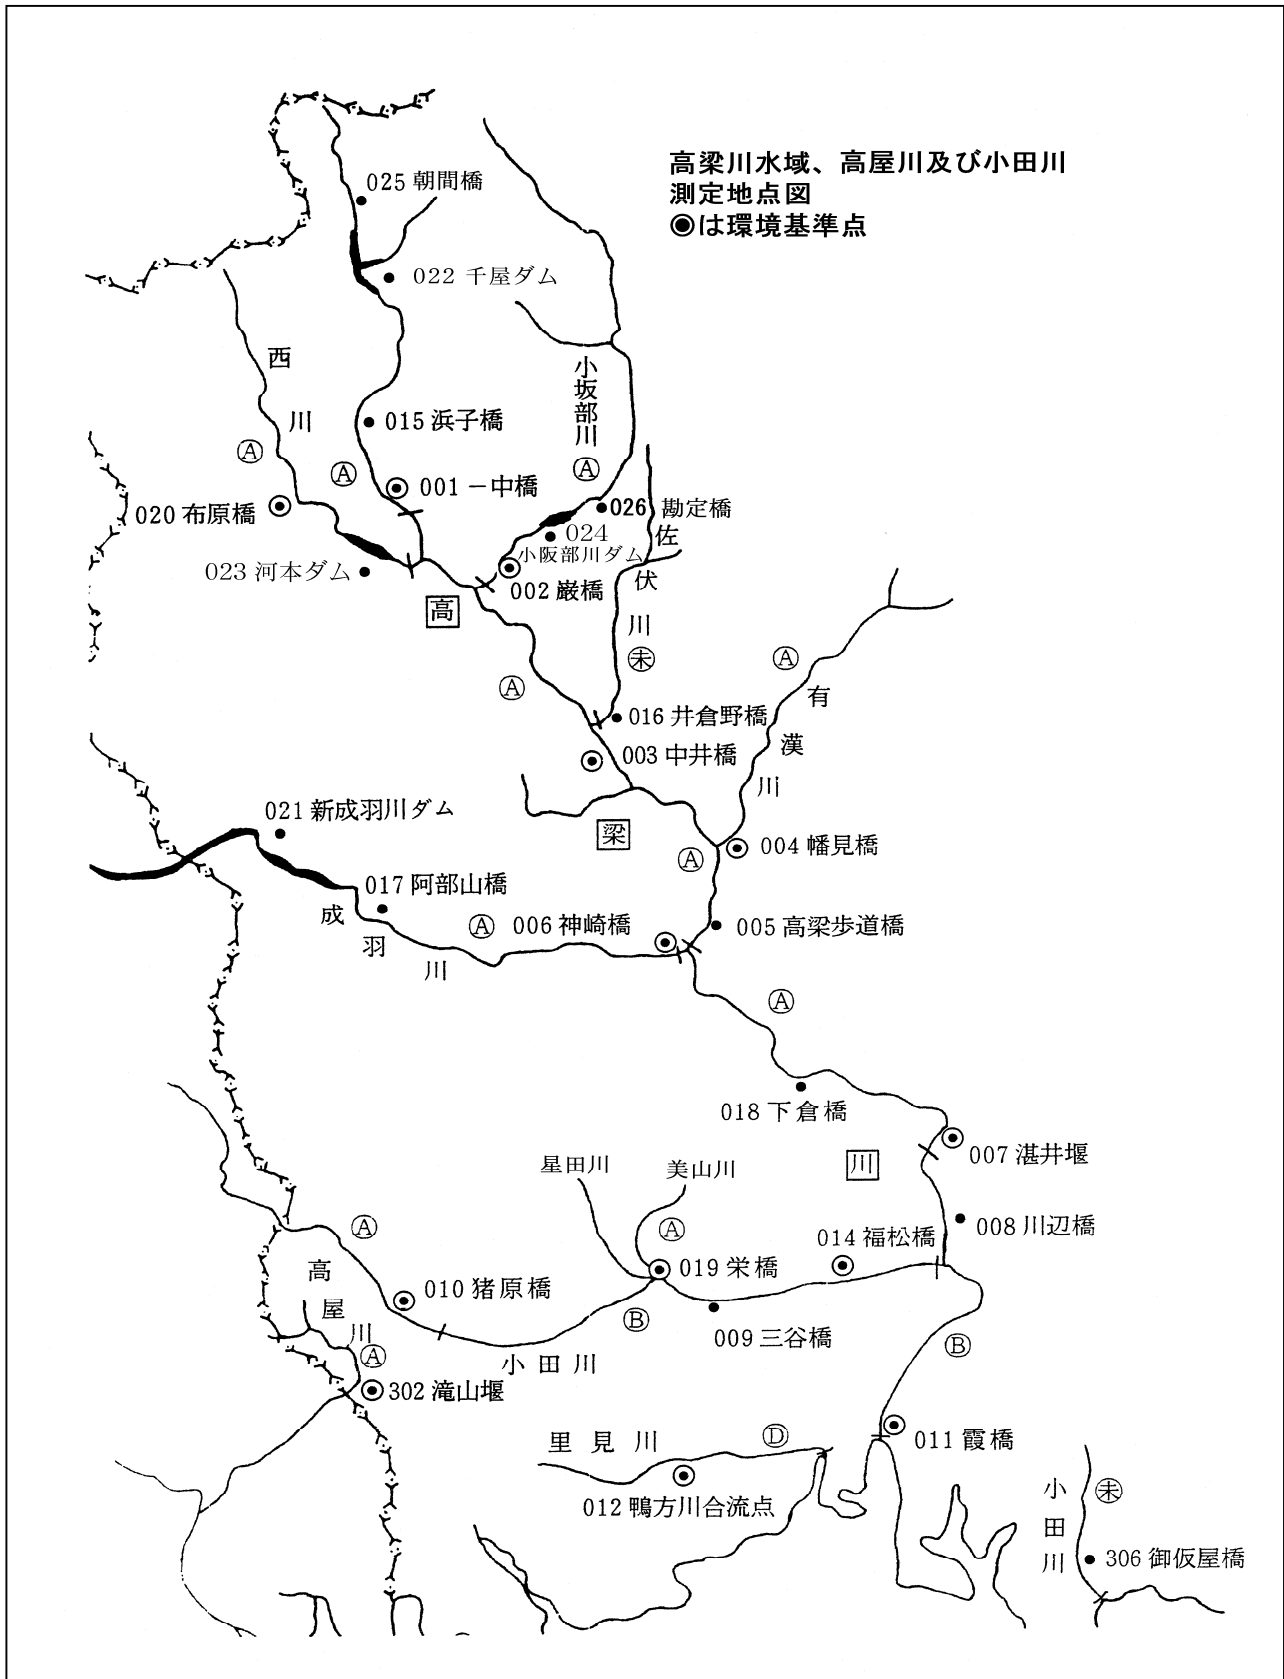 高梁川水域、高屋川及び小田川
測定地点図
◉は環境基準点
025 朝間橋
022 千屋ダム
西川
小坂部川
015 浜子橋
Ⓐ
Ⓐ
Ⓐ
001 一中橋
020 布原橋
026 勘定橋
024
小阪部川ダム
佐伏川
023 河本ダム
002 巌橋
高
未
Ⓐ
Ⓐ
有漢川
016 井倉野橋
003 中井橋
021 新成羽川ダム
梁
004 幡見橋
Ⓐ
017 阿部山橋
成羽川
Ⓐ
006 神崎橋
005 高梁歩道橋
Ⓐ
018 下倉橋
007 湛井堰
川
星田川
美山川
Ⓐ
Ⓐ
014 福松橋
008 川辺橋
高屋川
010 猪原橋
019 栄橋
Ⓑ
009 三谷橋
Ⓑ
小田川
Ⓐ
302 滝山堰
里見川
Ⓓ
011 霞橋
012 鴨方川合流点
小田川
未
306 御仮屋橋